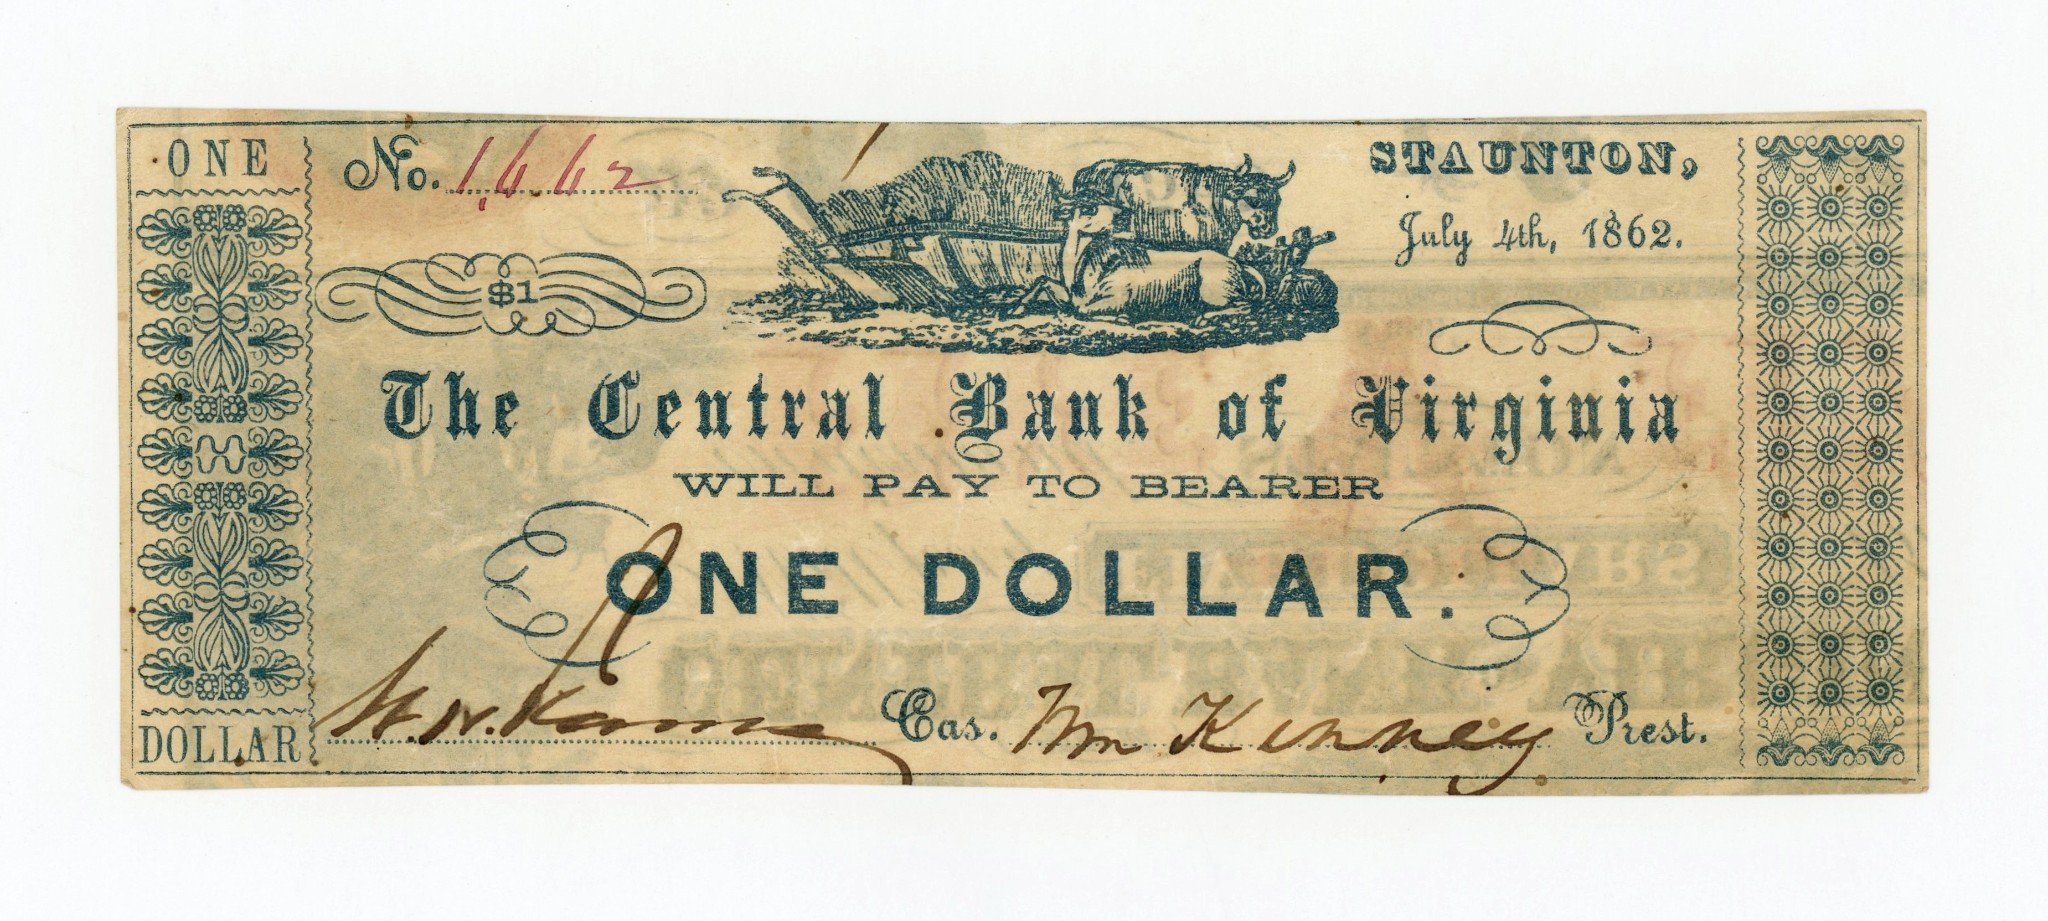 ONE
No. 1662
STAUNTON,
July 4th, 1862.
$1
The Central Bank of Virginia
WILL PAY TO BEARER
ONE DOLLAR.
Cas. Wm Kinney Prest.
DOLLAR